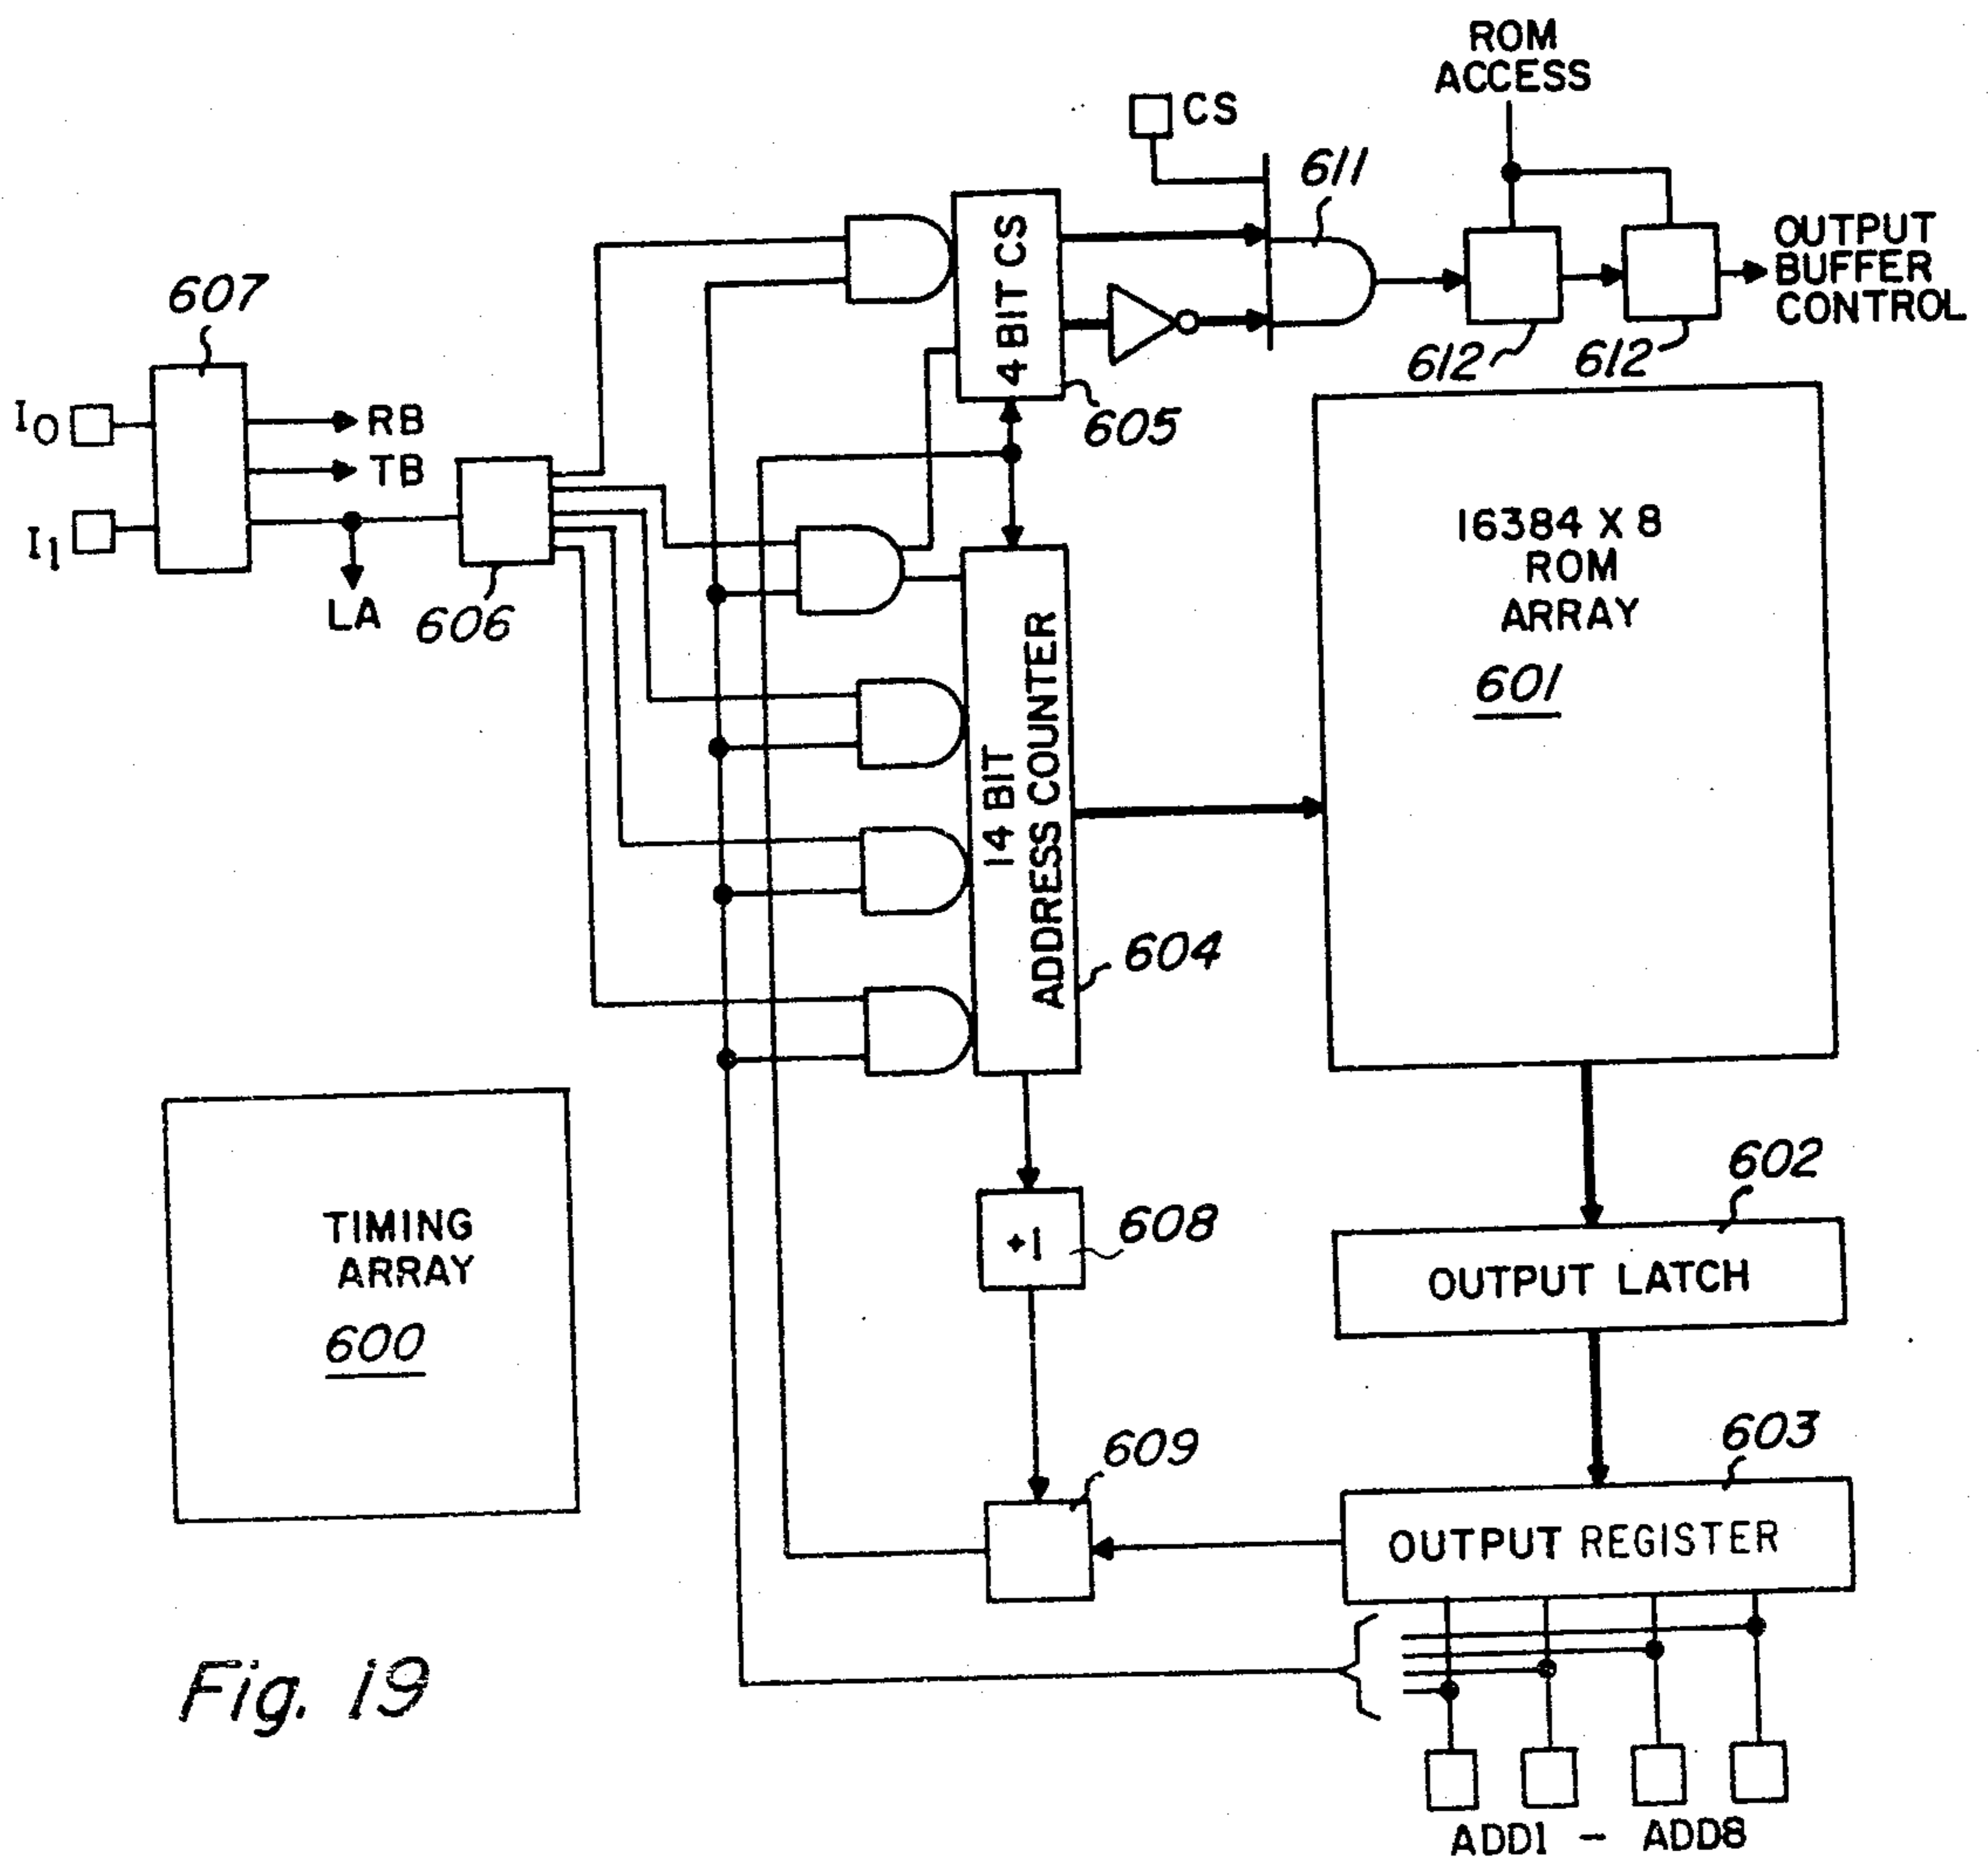 ROM
ACCESS
CS
611
4 BIT CS
OUTPUT
BUFFER
CONTROL
607
612
612
I0
RB
605
TB
I1
LA
606
16384 X 8
ROM
ARRAY
601
14 BIT
ADDRESS COUNTER
604
602
TIMING
ARRAY
600
+1
608
OUTPUT LATCH
609
603
OUTPUT REGISTER
Fig. 19
ADD1 - ADD8